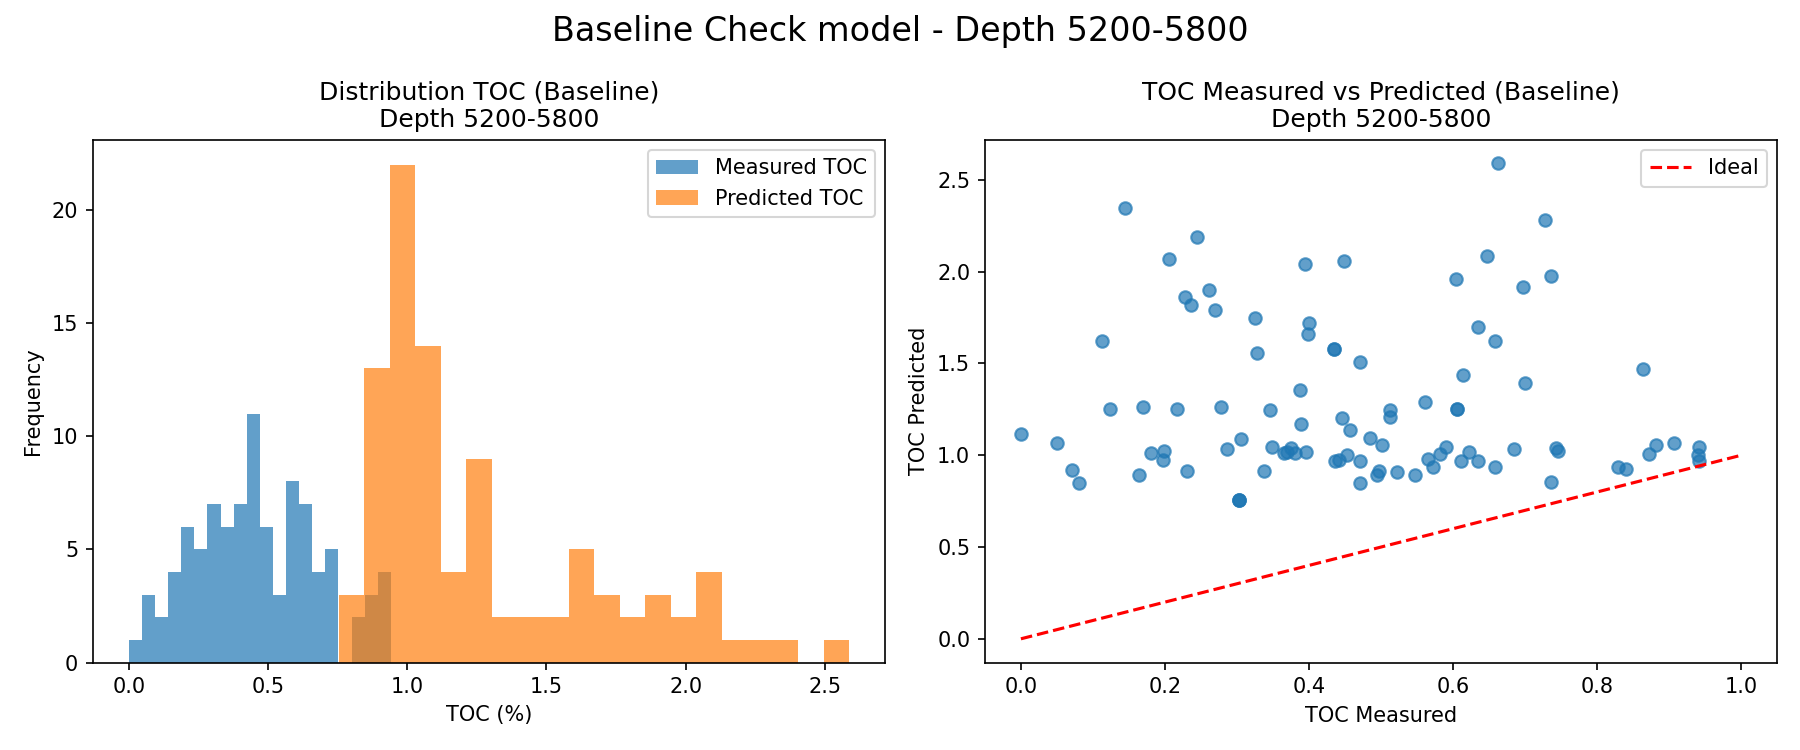 Baseline Check model - Depth 5200-5800
Distribution TOC (Baseline)
Depth 5200-5800
Measured TOC
Predicted TOC
Frequency
20
15
10
5
0
0.0 0.5 1.0 1.5 2.0 2.5
TOC (%)
TOC Measured vs Predicted (Baseline)
Depth 5200-5800
Ideal
TOC Predicted
2.5
2.0
1.5
1.0
0.5
0.0
0.0 0.2 0.4 0.6 0.8 1.0
TOC Measured